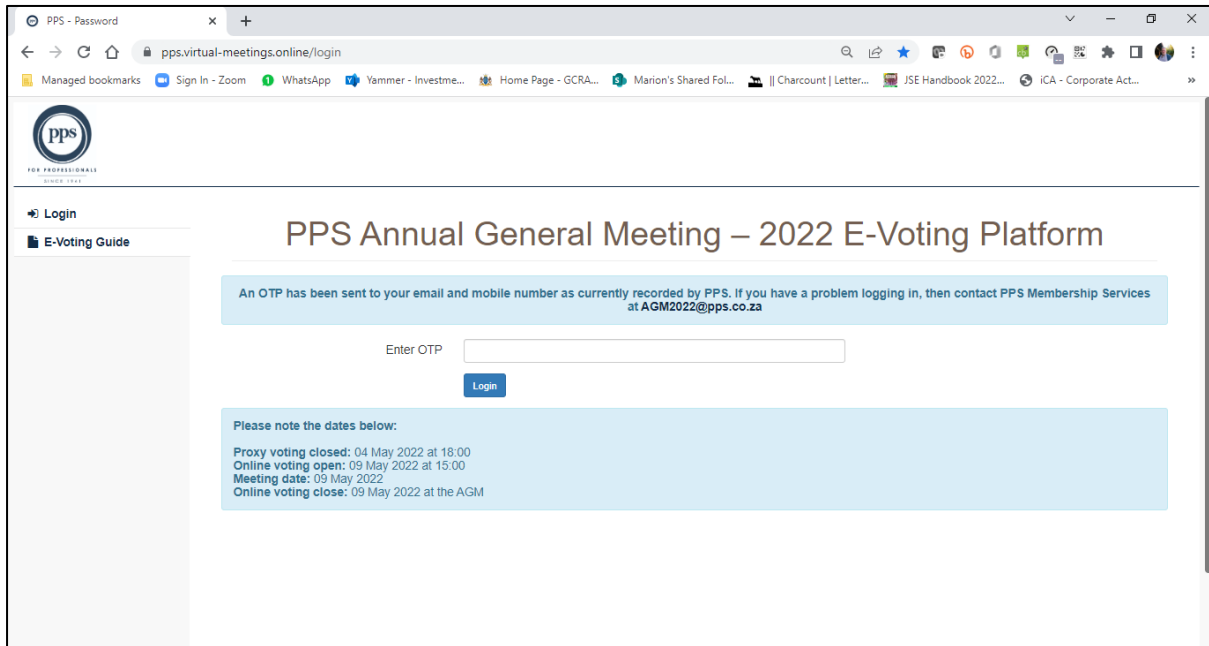 PPS - Password
pps.virtual-meetings.online/login
Managed bookmarks Sign In - Zoom WhatsApp Yammer - Investme... Home Page - GCRA... Marion's Shared Fol... || Charcount | Letter... JSE Handbook 2022... iCA - Corporate Act... »
pps
FOR PROFESSIONALS
SINCE 1941
Login
E-Voting Guide
PPS Annual General Meeting – 2022 E-Voting Platform
An OTP has been sent to your email and mobile number as currently recorded by PPS. If you have a problem logging in, then contact PPS Membership Services
at AGM2022@pps.co.za
Enter OTP
Login
Please note the dates below:
Proxy voting closed: 04 May 2022 at 18:00
Online voting open: 09 May 2022 at 15:00
Meeting date: 09 May 2022
Online voting close: 09 May 2022 at the AGM